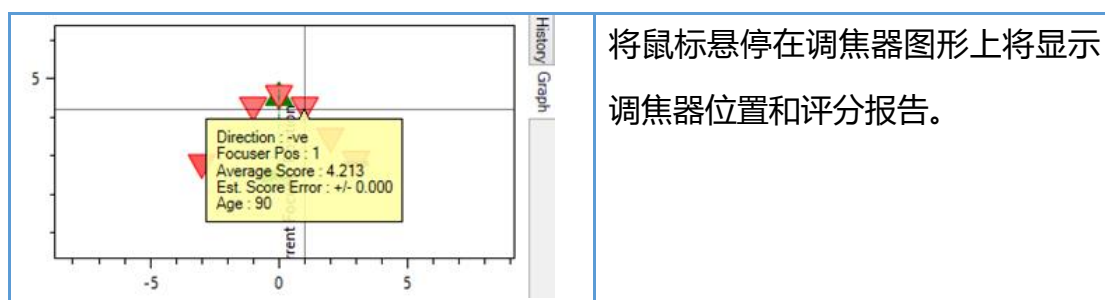 5
Direction : -ve
Focuser Pos : 1
Average Score : 4.213
Est. Score Error : +/- 0.000
Age : 90
-5
0
5
History
Graph
将鼠标悬停在调焦器图形上将显示
调焦器位置和评分报告。